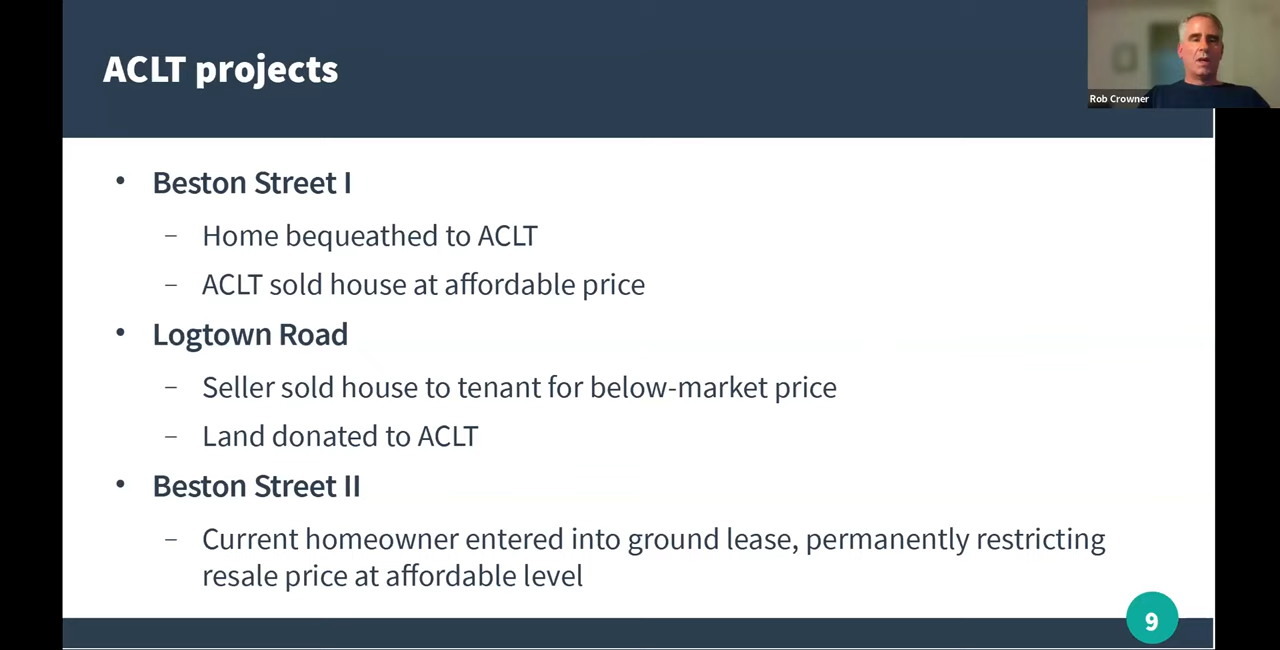 ACLT projects
Rob Crowner
• Beston Street I
– Home bequeathed to ACLT
– ACLT sold house at affordable price
• Logtown Road
– Seller sold house to tenant for below-market price
– Land donated to ACLT
• Beston Street II
– Current homeowner entered into ground lease, permanently restricting
resale price at affordable level
9